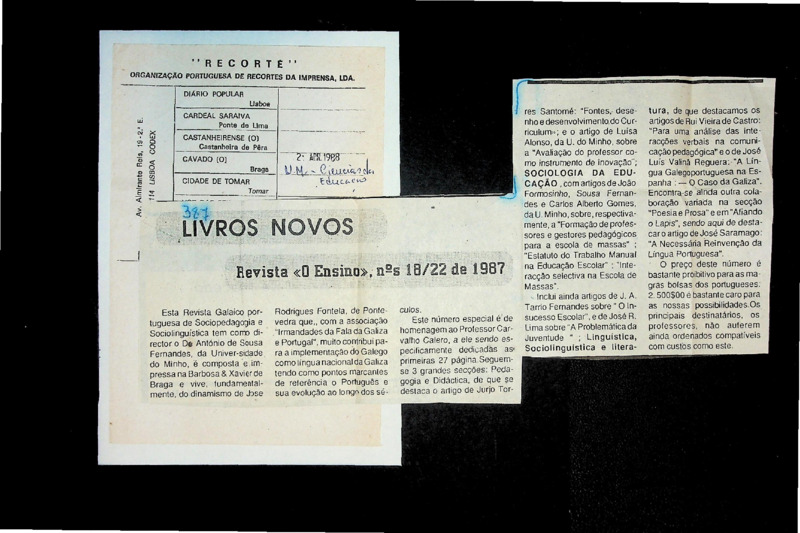 "RECORTE"
ORGANIZAÇÃO PORTUGUESA DE RECORTES DA IMPRENSA, LDA.
Av. Almirante Reis, 19-2.º E.
114 LISBOA CODEX
DIÁRIO POPULAR
Lisboa
CARDEAL SARAIVA
Ponte de Lima
CASTANHEIRENSE (O)
Castanheira de Pêra
CAVADO (O)
Braga
CIDADE DE TOMAR
Tomar
ABR. 1988
U.M. - Ciências da
Educação
387
LIVROS NOVOS
Revista «O Ensino», nºs 18/22 de 1987
Esta Revista Galaico por-
tuguesa de Sociopedagogia e
Sociolinguística tem como di-
rector o Dr António de Sousa
Fernandes, da Univer-sidade
do Minho, é composta e im-
pressa na Barbosa & Xavier de
Braga e vive, fundamental-
mente, do dinamismo de Jose
Rodrigues Fontela, de Ponte-
vedra que,, com a associação
"Irmandades da Fala da Galiza
e Portugal", muito contribui pa-
ra a implementação do Galego
como língua nacional da Galiza
tendo como pontos marcantes
de referência o Português e
sua evolução ao longo dos sé-
culos.
Este número especial é de
homenagem ao Professor Car-
valho Calero, a ele sendo es-
pecificamente dedicadas as
primeiras 27 página. Seguem-
se 3 grandes secções: Peda-
gogia e Didáctica, de que se
destaca o artigo de Jurjo Tor-
res Santomé: "Fontes, dese-
nho e desenvolvimento do Cur-
riculum»; e o artigo de Luísa
Alonso, da U. do Minho, sobre
a "Avaliação do professor co-
mo instrumento de inovação";
SOCIOLOGIA DA EDU-
CAÇÃO, com artigos de João
Formosinho, Sousa Fernan-
des e Carlos Alberto Gomes,
da U. Minho, sobre, respectiva-
mente, a "Formação de profes-
sores e gestores pedagógicos
para a escola de massas" ;
"Estatuto do Trabalho Manual
na Educação Escolar" ; "Inte-
racção selectiva na Escola de
Massas".
Inclui ainda artigos de J. A.
Tarrio Fernandes sobre " O In-
sucesso Escolar", e de José R.
Lima sobre "A Problemática da
Juventude " ; Linguística,
Sociolinguística e litera-
tura, de que destacamos os
artigos de Rui Vieira de Castro:
"Para uma análise das inte-
racções verbais na comuni-
cação pedagógica" e o de José
Luís Valiña Reguera: "A Lín-
gua Galegoportuguesa na Es-
panha : — O Caso da Galiza".
Encontra-se ainda outra cola-
boração variada na secção
"Poesia e Prosa" e em "Afiando
o Lapis", sendo aqui de desta-
car o artigo de José Saramago:
"A Necessária Reinvenção da
Língua Portuguesa".
O preço deste número é
bastante proibitivo para as ma-
gras bolsas dos portugueses:
2.500$00 é bastante caro para
as nossas possibilidades.Os
principais destinatários, os
professores, não auferem
ainda ordenados compatíveis
com custos como este.